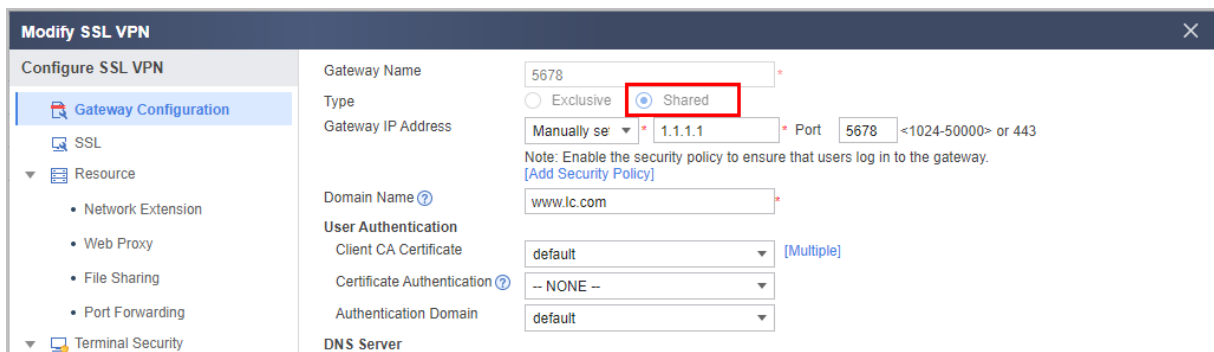 Modify SSL VPN
Configure SSL VPN
Gateway Configuration
SSL
Resource
• Network Extension
• Web Proxy
• File Sharing
• Port Forwarding
Terminal Security
Gateway Name 5678 *
Type Exclusive Shared
Gateway IP Address Manually set * 1.1.1.1 * Port 5678 <1024-50000> or 443
Note: Enable the security policy to ensure that users log in to the gateway.
[Add Security Policy]
Domain Name ? www.lc.com *
User Authentication
Client CA Certificate default [Multiple]
Certificate Authentication ? -- NONE --
Authentication Domain default
DNS Server